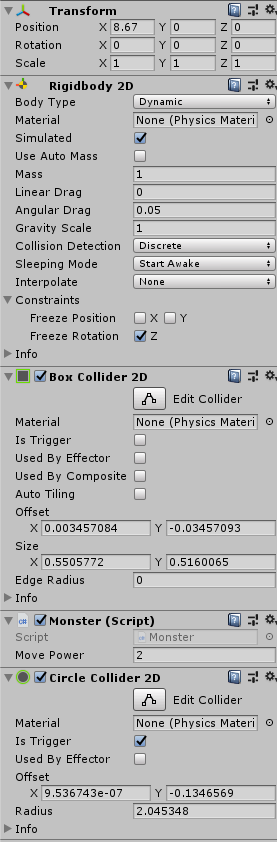 Transform
Position X 8.67 Y 0 Z 0
Rotation X 0 Y 0 Z 0
Scale X 1 Y 1 Z 1
Rigidbody 2D
Body Type Dynamic
Material None (Physics Materi
Simulated
Use Auto Mass
Mass 1
Linear Drag 0
Angular Drag 0.05
Gravity Scale 1
Collision Detection Discrete
Sleeping Mode Start Awake
Interpolate None
Constraints
Freeze Position X Y
Freeze Rotation Z
Info
Box Collider 2D
Edit Collider
Material None (Physics Materi
Is Trigger
Used By Effector
Used By Composite
Auto Tiling
Offset
X 0.003457084 Y -0.03457093
Size
X 0.5505772 Y 0.5160065
Edge Radius 0
Info
C# Monster (Script)
Script Monster
Move Power 2
Circle Collider 2D
Edit Collider
Material None (Physics Materi
Is Trigger
Used By Effector
Offset
X 9.536743e-07 Y -0.1346569
Radius 2.045348
Info